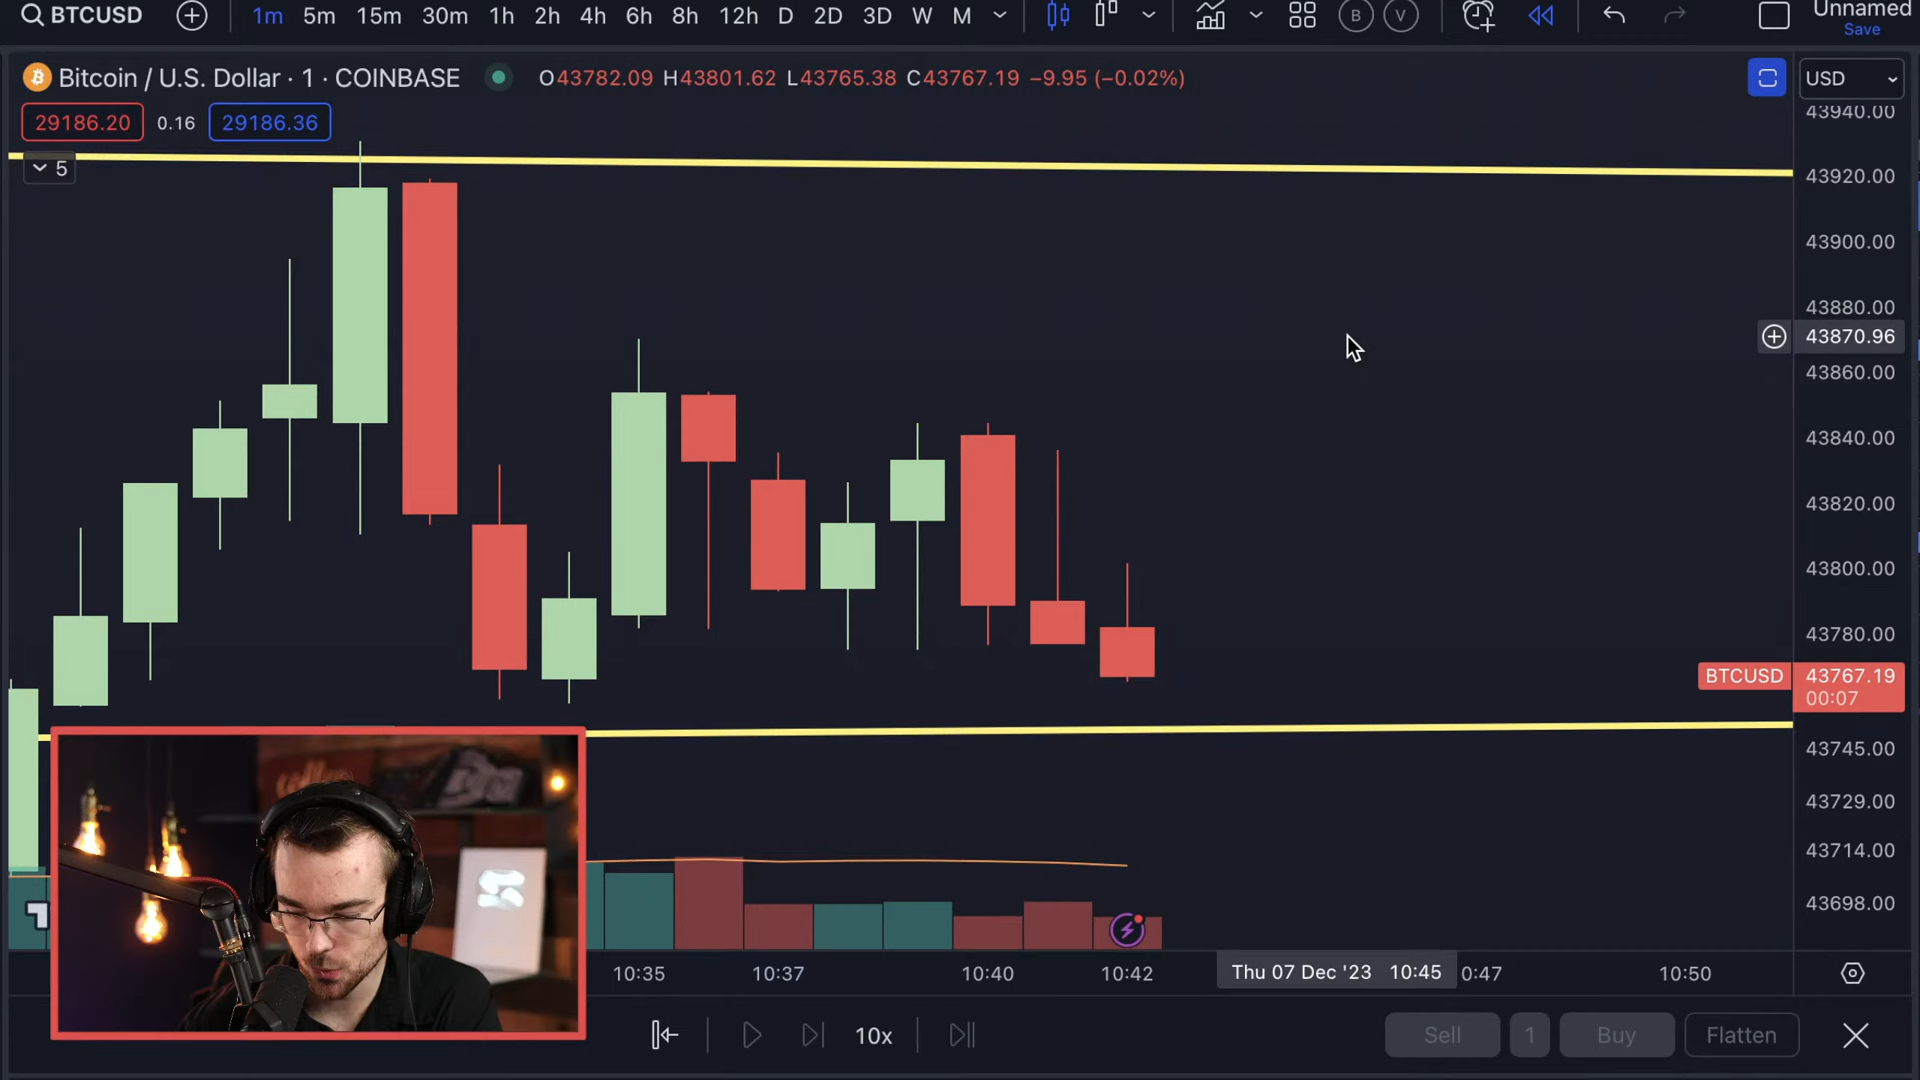 BTCUSD 1m 5m 15m 30m 1h 2h 4h 6h 8h 12h D 2D 3D W M B V Unnamed
Save
Bitcoin / U.S. Dollar · 1 · COINBASE O43782.09 H43801.62 L43765.38 C43767.19 −9.95 (−0.02%) USD
29186.20 0.16 29186.36
5
43940.00
43920.00
43900.00
43880.00
43870.96
43860.00
43840.00
43820.00
43800.00
43780.00
BTCUSD 43767.19
00:07
43745.00
43729.00
43714.00
43698.00
10:35 10:37 10:40 10:42 Thu 07 Dec '23 10:45 0:47 10:50
10x Sell 1 Buy Flatten